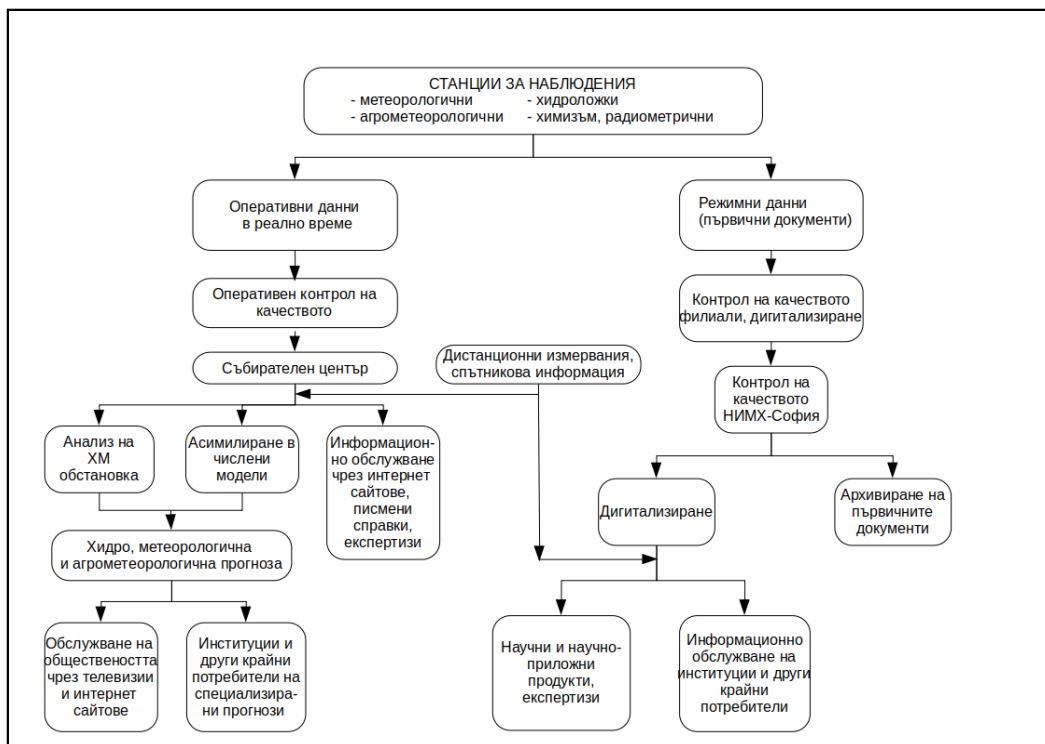 СТАНЦИИ ЗА НАБЛЮДЕНИЯ
- метеорологични - хидроложки
- агрометеорологични - химизъм, радиометрични
Оперативни данни
в реално време
Режимни данни
(първични документи)
Оперативен контрол на
качеството
Контрол на качеството
филиали, дигитализиране
Събирателен център
Дистанционни измервания,
спътникова информация
Контрол на
качеството
НИМХ-София
Анализ на
ХМ
обстановка
Асимилиране в
числени
модели
Информацион-
но обслужване
чрез интернет
сайтове,
писмени
справки,
експертизи
Дигитализиране
Архивиране на
първичните
документи
Хидро, метеорологична
и агрометеорологична прогноза
Обслужване на
обществеността
чрез телевизии
и интернет
сайтове
Институции и
други крайни
потребители на
специализира-
ни прогнози
Научни и научно-
приложни
продукти,
експертизи
Информационно
обслужване на
институции и други
крайни
потребители